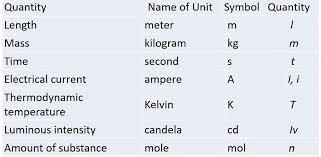 Quantity Name of Unit Symbol Quantity
Length meter m l
Mass kilogram kg m
Time second s t
Electrical current ampere A I, i
Thermodynamic
temperature Kelvin K T
Luminous intensity candela cd Iv
Amount of substance mole mol n